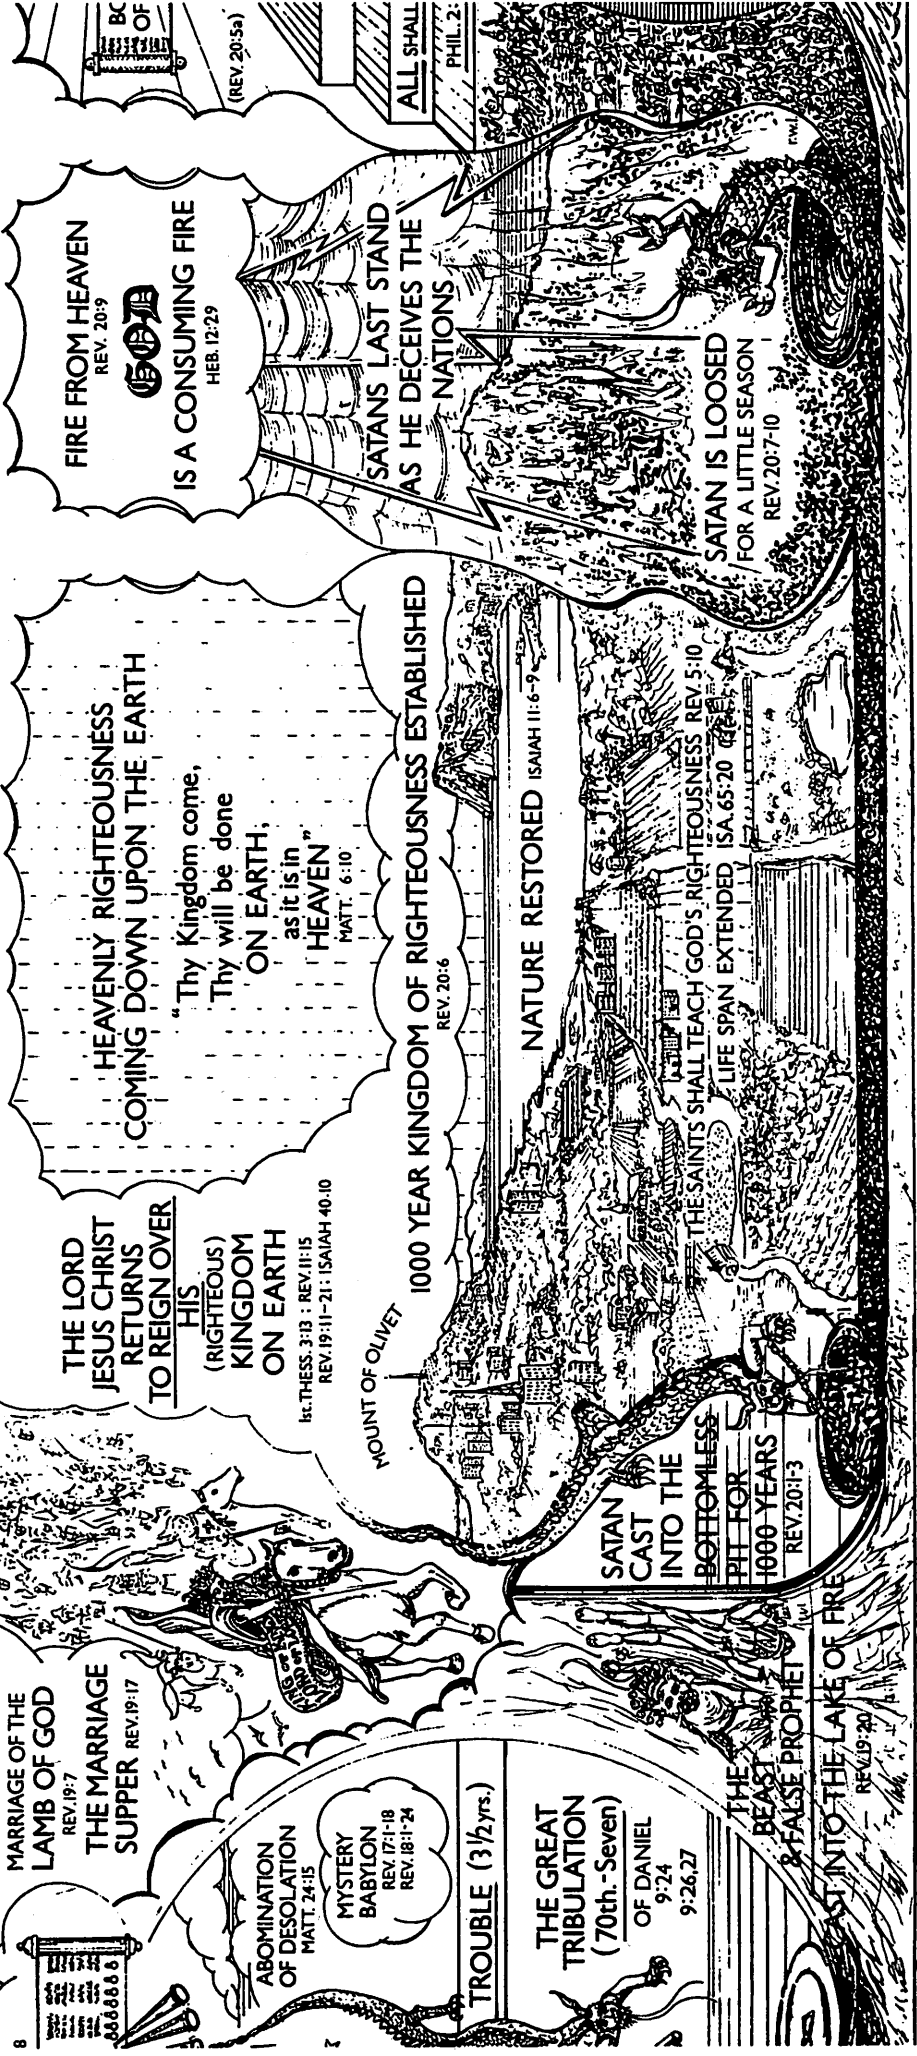 8
MARRIAGE OF THE
LAMB OF GOD
REV.19:7
THE MARRIAGE
SUPPER REV.19:17
ABOMINATION
OF DESOLATION
MATT. 24:15
MYSTERY
BABYLON
REV. 17:1-18
REV. 18:1-24
TROUBLE (3½yrs.)
THE GREAT
TRIBULATION
(70th.-Seven)
OF DANIEL
9:24
9:26,27
THE
BEAST
& FALSE PROPHET
CAST INTO THE LAKE OF FIRE
REV.19:20
KING OF
LORD OF
THE LORD
JESUS CHRIST
RETURNS
TO REIGN OVER
HIS
(RIGHTEOUS)
KINGDOM
ON EARTH
1st. THESS. 3:13 : REV. 11:15
REV. 19:11-21 : ISAIAH 40.10
MOUNT OF OLIVET
SATAN
CAST
INTO THE
BOTTOMLESS
PIT FOR
1000 YEARS
REV. 20:1-3
HEAVENLY RIGHTEOUSNESS
COMING DOWN UPON THE EARTH
"Thy Kingdom come,
Thy will be done
ON EARTH,
as it is in
HEAVEN"
MATT. 6:10
1000 YEAR KINGDOM OF RIGHTEOUSNESS ESTABLISHED
REV. 20:6
NATURE RESTORED ISAIAH 11:6-9
THE SAINTS SHALL TEACH GOD'S RIGHTEOUSNESS REV. 5:10
LIFE SPAN EXTENDED ISA. 65:20
FIRE FROM HEAVEN
REV. 20:9
GOD
IS A CONSUMING FIRE
HEB. 12:29
SATANS LAST STAND
AS HE DECEIVES THE
NATIONS
SATAN IS LOOSED
FOR A LITTLE SEASON
REV. 20:7-10
r.w.l.
BO
OF
(REV. 20:5a)
ALL SHALL
PHIL. 2: